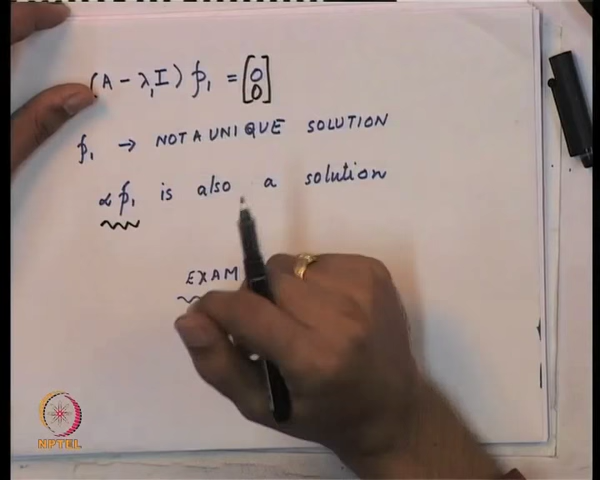 (A - λ₁I) p₁ = [0 0]
p₁ → NOT A UNIQUE SOLUTION
α p₁ is also a solution
EXAM
NPTEL